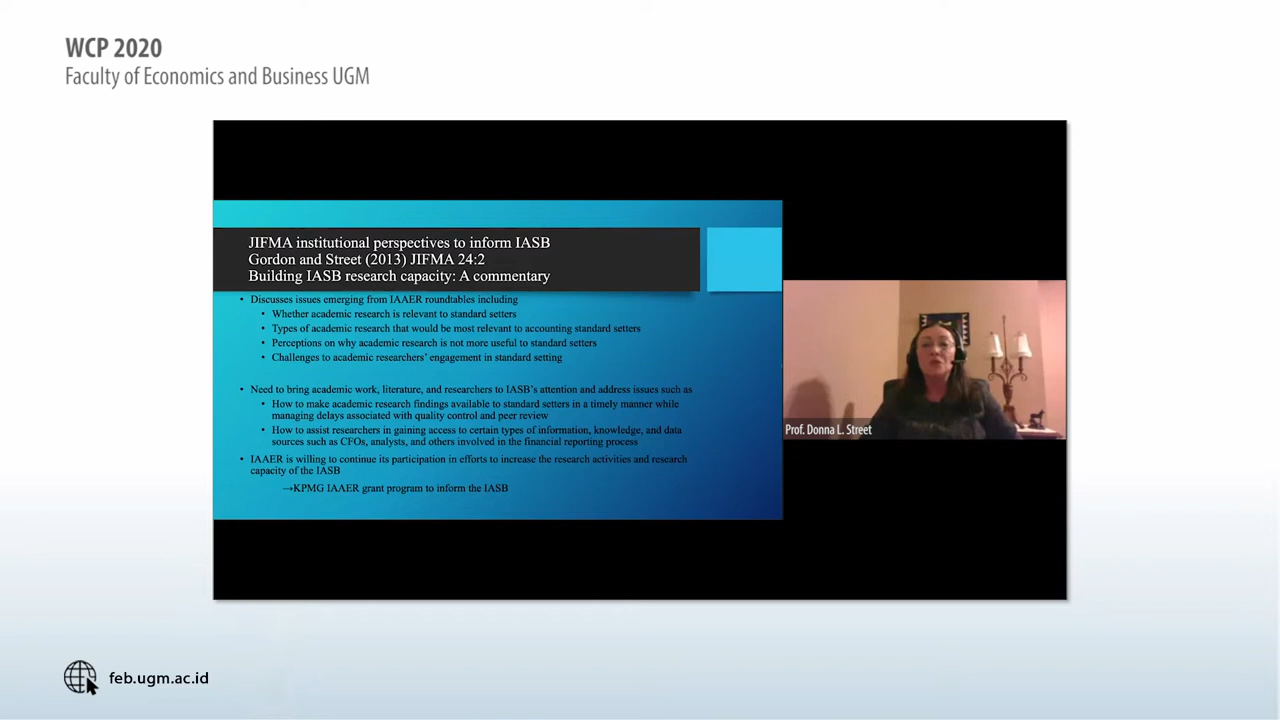 WCP 2020
Faculty of Economics and Business UGM
JIFMA institutional perspectives to inform IASB
Gordon and Street (2013) JIFMA 24:2
Building IASB research capacity: A commentary
• Discusses issues emerging from IAAER roundtables including
• Whether academic research is relevant to standard setters
• Types of academic research that would be most relevant to accounting standard setters
• Perceptions on why academic research is not more useful to standard setters
• Challenges to academic researchers' engagement in standard setting
• Need to bring academic work, literature, and researchers to IASB's attention and address issues such as
• How to make academic research findings available to standard setters in a timely manner while
managing delays associated with quality control and peer review
• How to assist researchers in gaining access to certain types of information, knowledge, and data
sources such as CFOs, analysts, and others involved in the financial reporting process
• IAAER is willing to continue its participation in efforts to increase the research activities and research
capacity of the IASB
→KPMG IAAER grant program to inform the IASB
Prof. Donna L. Street
feb.ugm.ac.id